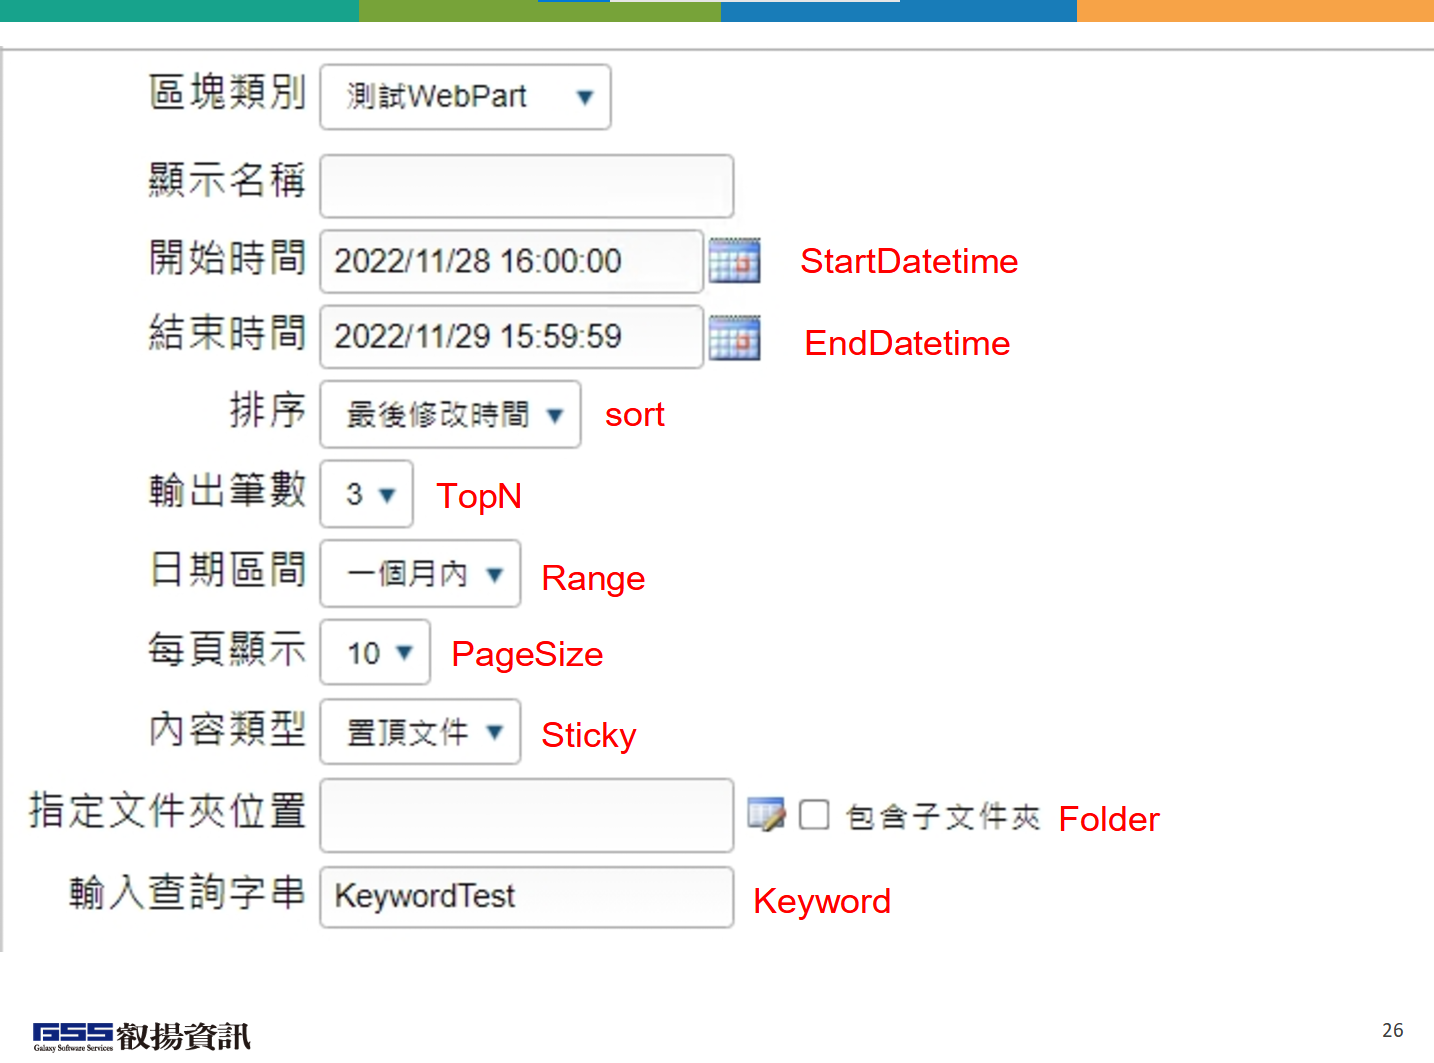 區塊類別 測試WebPart
顯示名稱
開始時間 2022/11/28 16:00:00 StartDatetime
結束時間 2022/11/29 15:59:59 EndDatetime
排序 最後修改時間 sort
輸出筆數 3 TopN
日期區間 一個月內 Range
每頁顯示 10 PageSize
內容類型 置頂文件 Sticky
指定文件夾位置 包含子文件夾 Folder
輸入查詢字串 KeywordTest Keyword
GSS 叡揚資訊
Galaxy Software Services
26